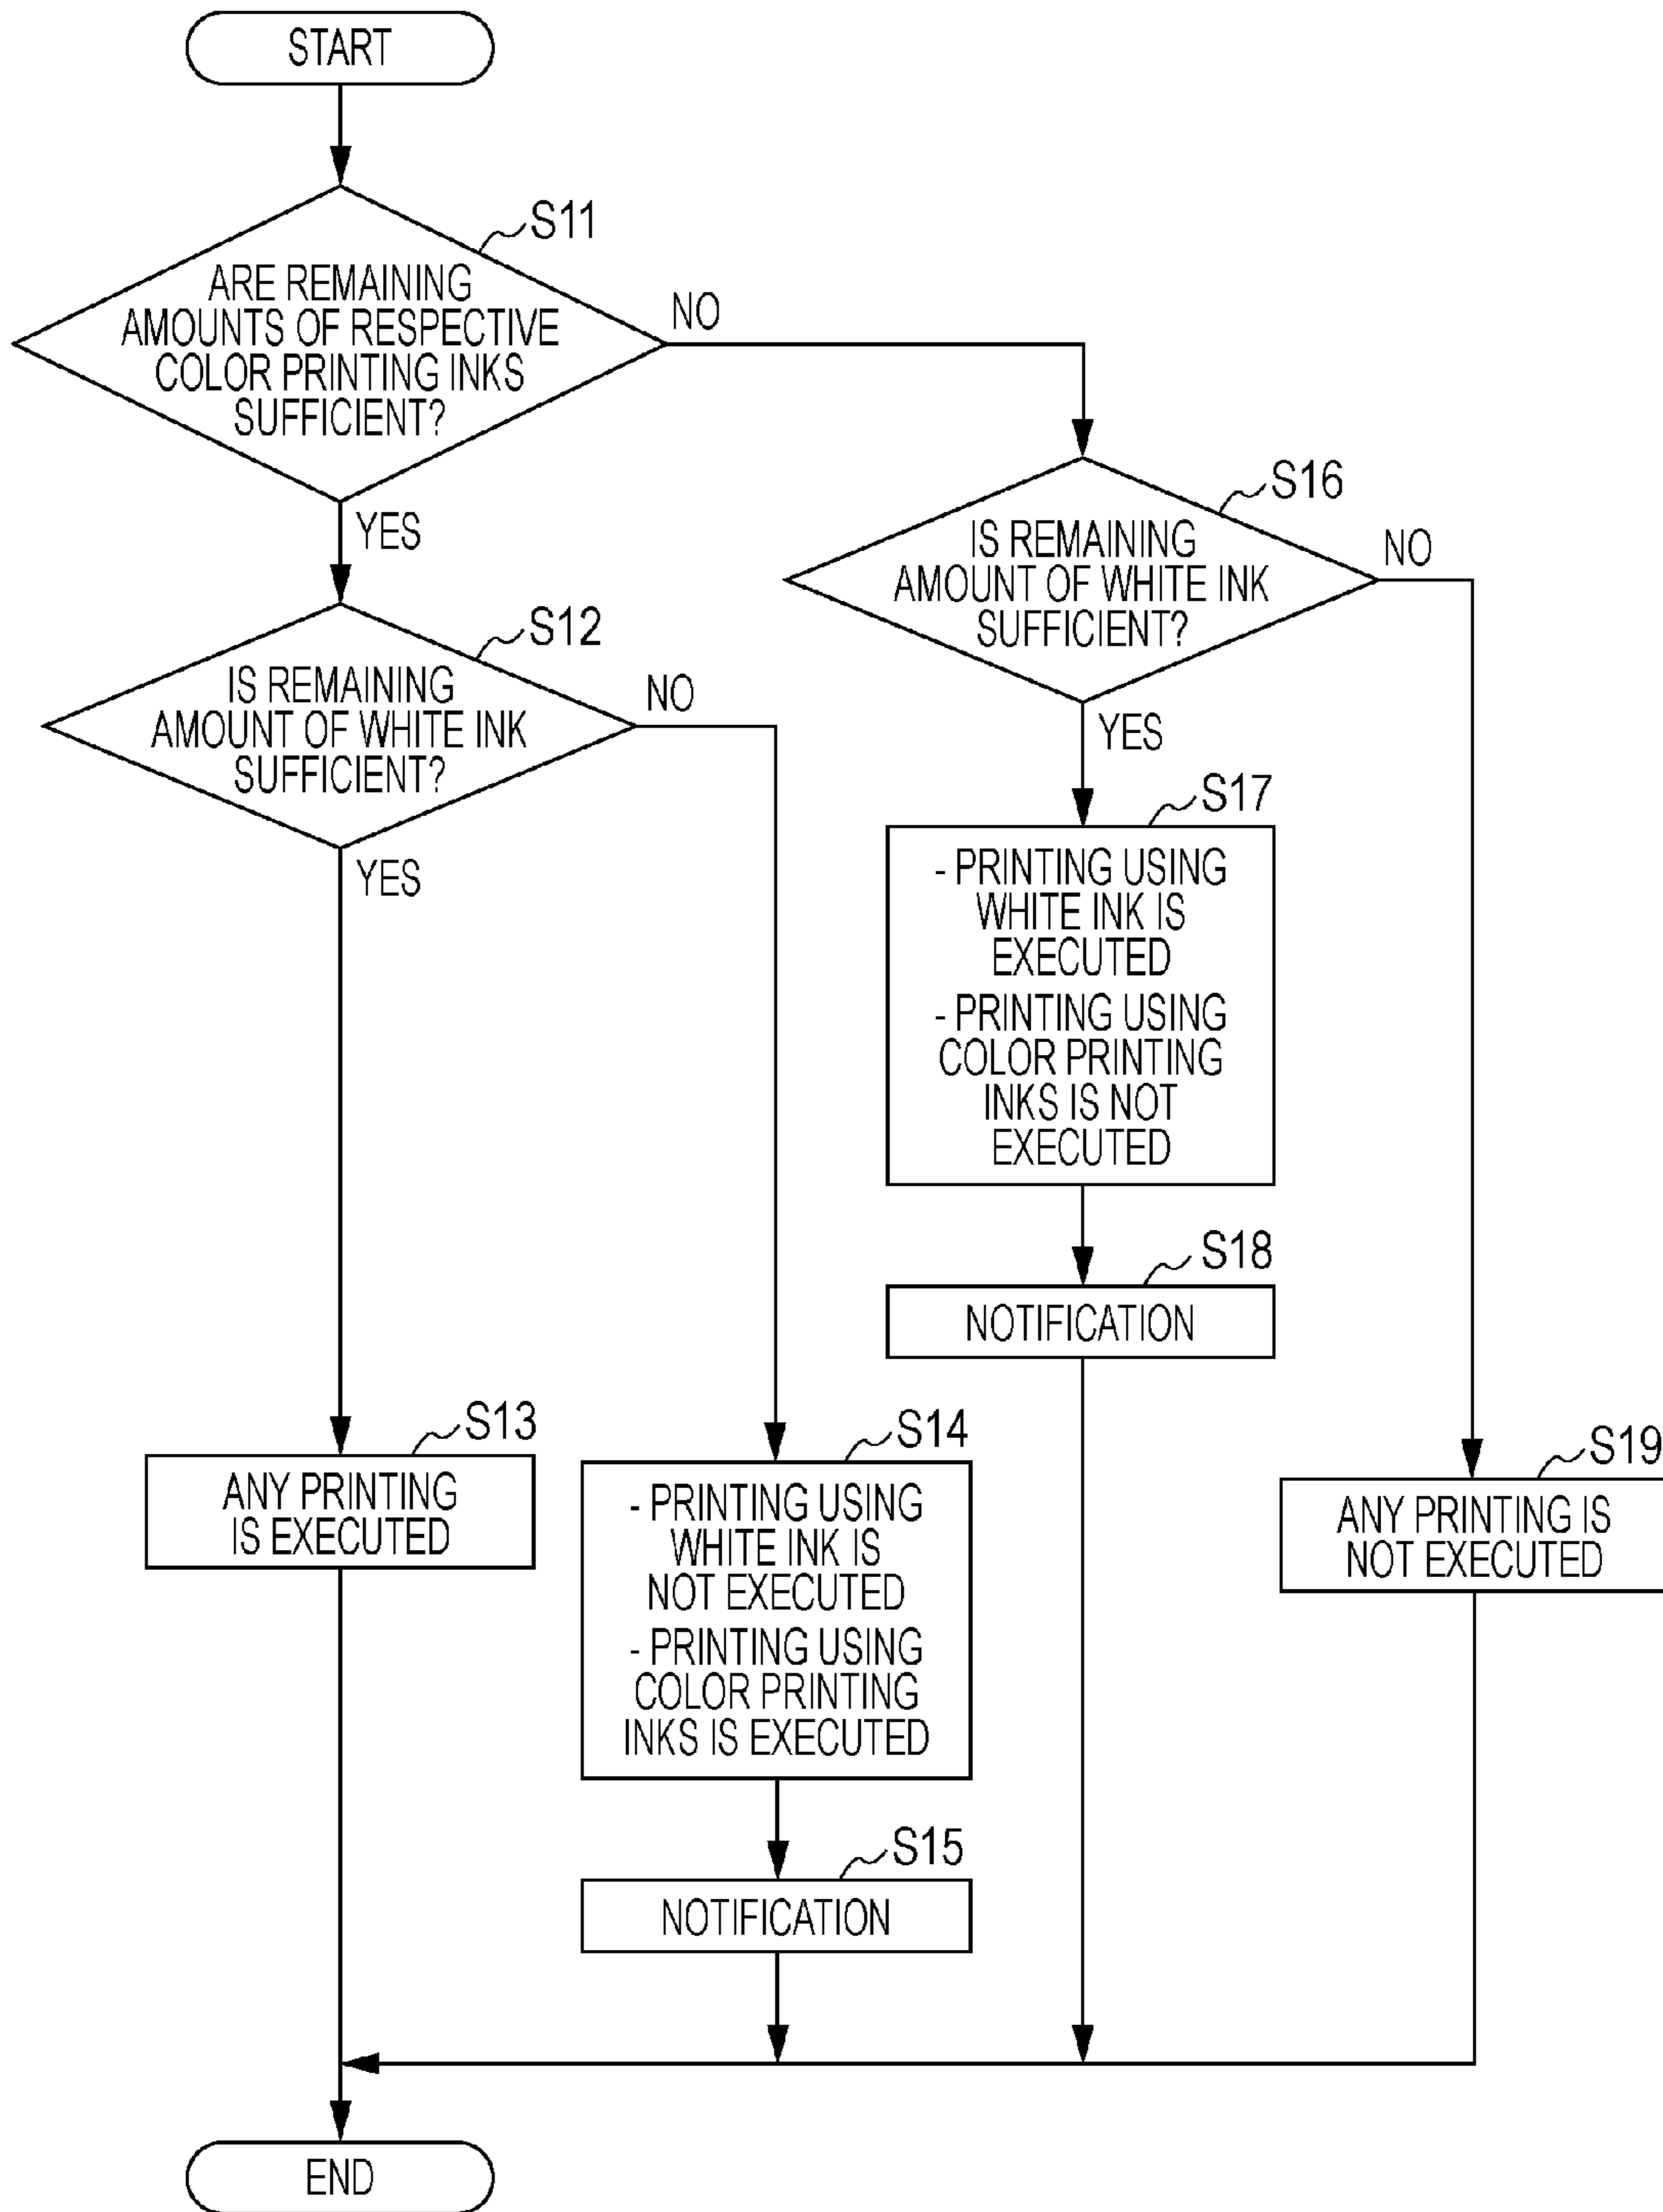 START
S11
ARE REMAINING
AMOUNTS OF RESPECTIVE
COLOR PRINTING INKS
SUFFICIENT?
NO
YES
S16
IS REMAINING
AMOUNT OF WHITE INK
SUFFICIENT?
NO
YES
S12
IS REMAINING
AMOUNT OF WHITE INK
SUFFICIENT?
NO
YES
S17
- PRINTING USING
WHITE INK IS
EXECUTED
- PRINTING USING
COLOR PRINTING
INKS IS NOT
EXECUTED
S18
NOTIFICATION
S13
ANY PRINTING
IS EXECUTED
S14
- PRINTING USING
WHITE INK IS
NOT EXECUTED
- PRINTING USING
COLOR PRINTING
INKS IS EXECUTED
S19
ANY PRINTING IS
NOT EXECUTED
S15
NOTIFICATION
END